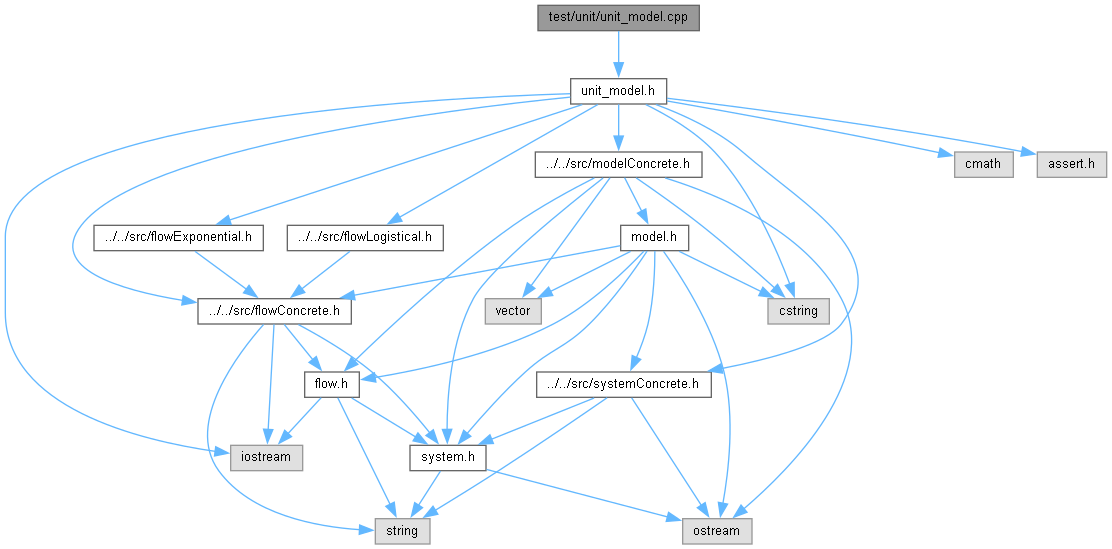 test/unit/unit_model.cpp
unit_model.h
../../src/modelConcrete.h
cmath
assert.h
../../src/flowExponential.h
../../src/flowLogistical.h
model.h
../../src/flowConcrete.h
vector
cstring
flow.h
../../src/systemConcrete.h
iostream
system.h
string
ostream